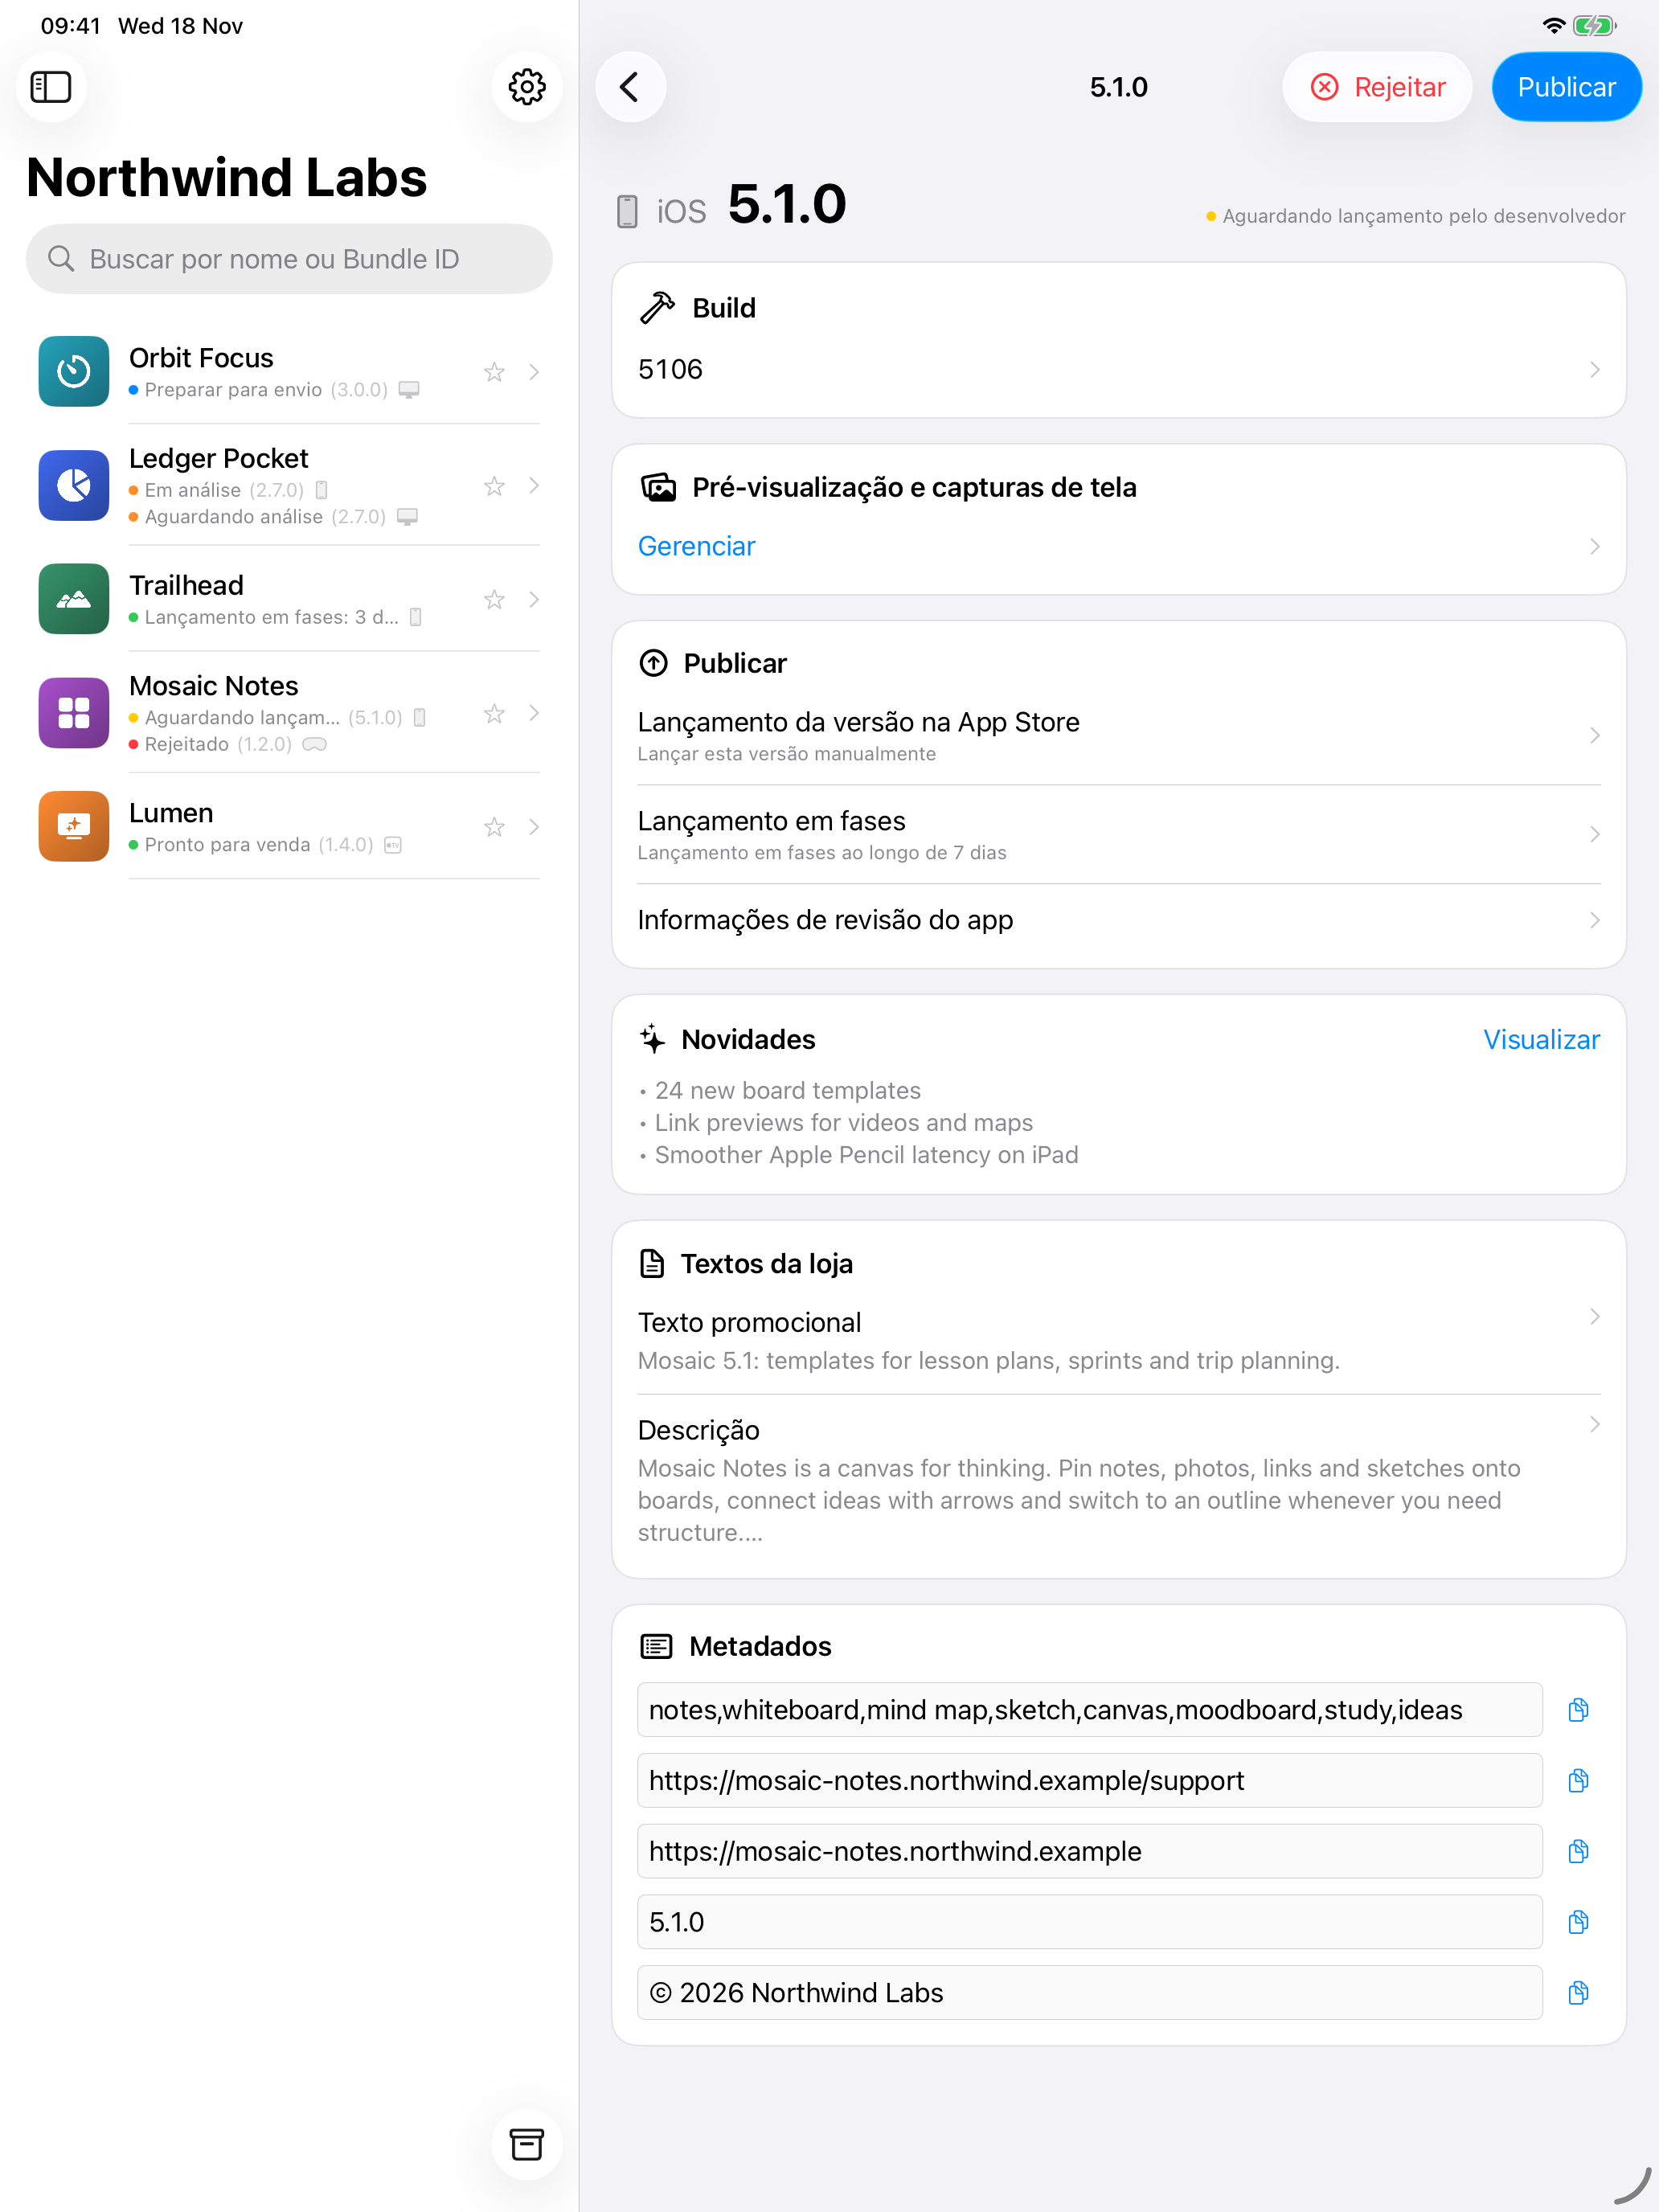 09:41 Wed 18 Nov
Northwind Labs
Buscar por nome ou Bundle ID
Orbit Focus
Preparar para envio (3.0.0)
Ledger Pocket
Em análise (2.7.0)
Aguardando análise (2.7.0)
Trailhead
Lançamento em fases: 3 d...
Mosaic Notes
Aguardando lançam... (5.1.0)
Rejeitado (1.2.0)
Lumen
Pronto para venda (1.4.0)
5.1.0
Rejeitar
Publicar
iOS 5.1.0
Aguardando lançamento pelo desenvolvedor
Build
5106
Pré-visualização e capturas de tela
Gerenciar
Publicar
Lançamento da versão na App Store
Lançar esta versão manualmente
Lançamento em fases
Lançamento em fases ao longo de 7 dias
Informações de revisão do app
Novidades
Visualizar
• 24 new board templates
• Link previews for videos and maps
• Smoother Apple Pencil latency on iPad
Textos da loja
Texto promocional
Mosaic 5.1: templates for lesson plans, sprints and trip planning.
Descrição
Mosaic Notes is a canvas for thinking. Pin notes, photos, links and sketches onto
boards, connect ideas with arrows and switch to an outline whenever you need
structure....
Metadados
notes,whiteboard,mind map,sketch,canvas,moodboard,study,ideas
https://mosaic-notes.northwind.example/support
https://mosaic-notes.northwind.example
5.1.0
© 2026 Northwind Labs